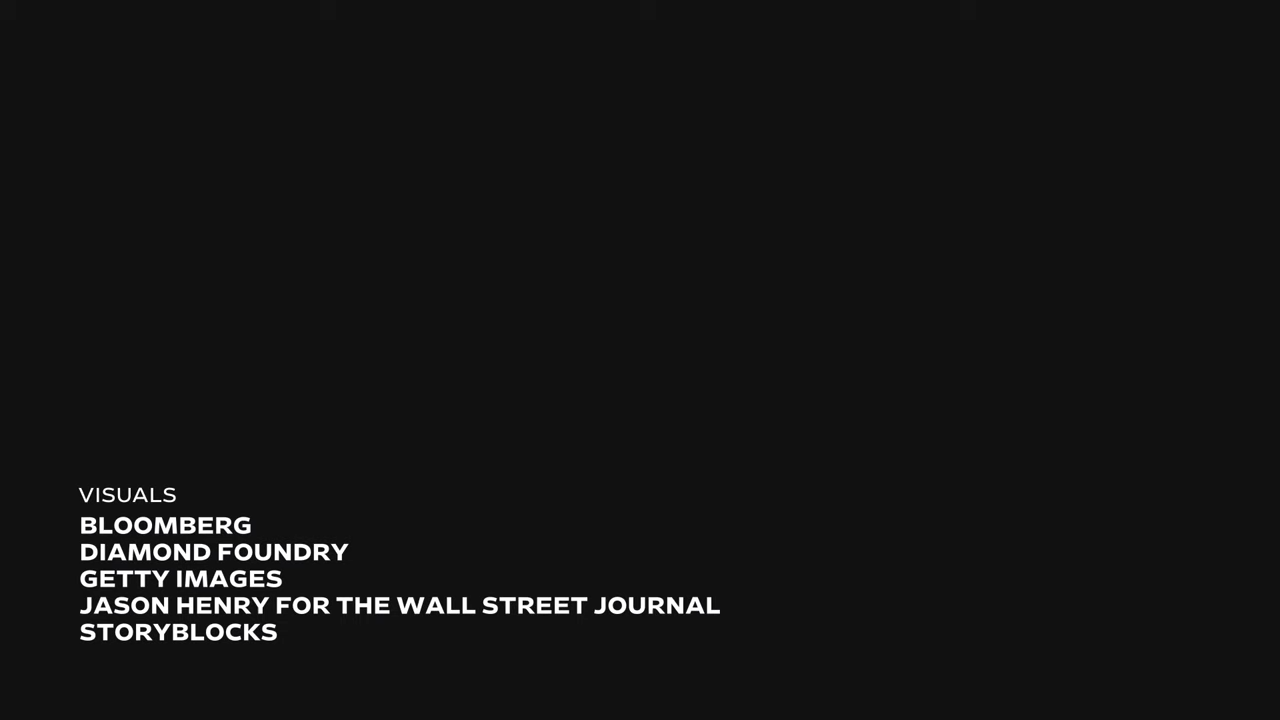 VISUALS
BLOOMBERG
DIAMOND FOUNDRY
GETTY IMAGES
JASON HENRY FOR THE WALL STREET JOURNAL
STORYBLOCKS